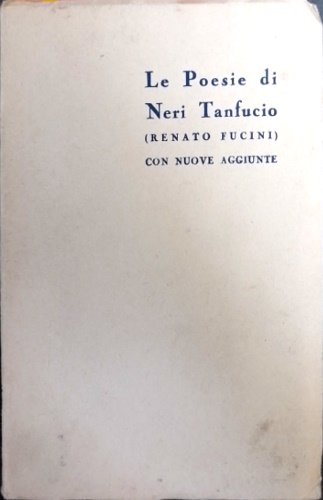 Le Poesie di
Neri Tanfucio
(RENATO FUCINI)
CON NUOVE AGGIUNTE